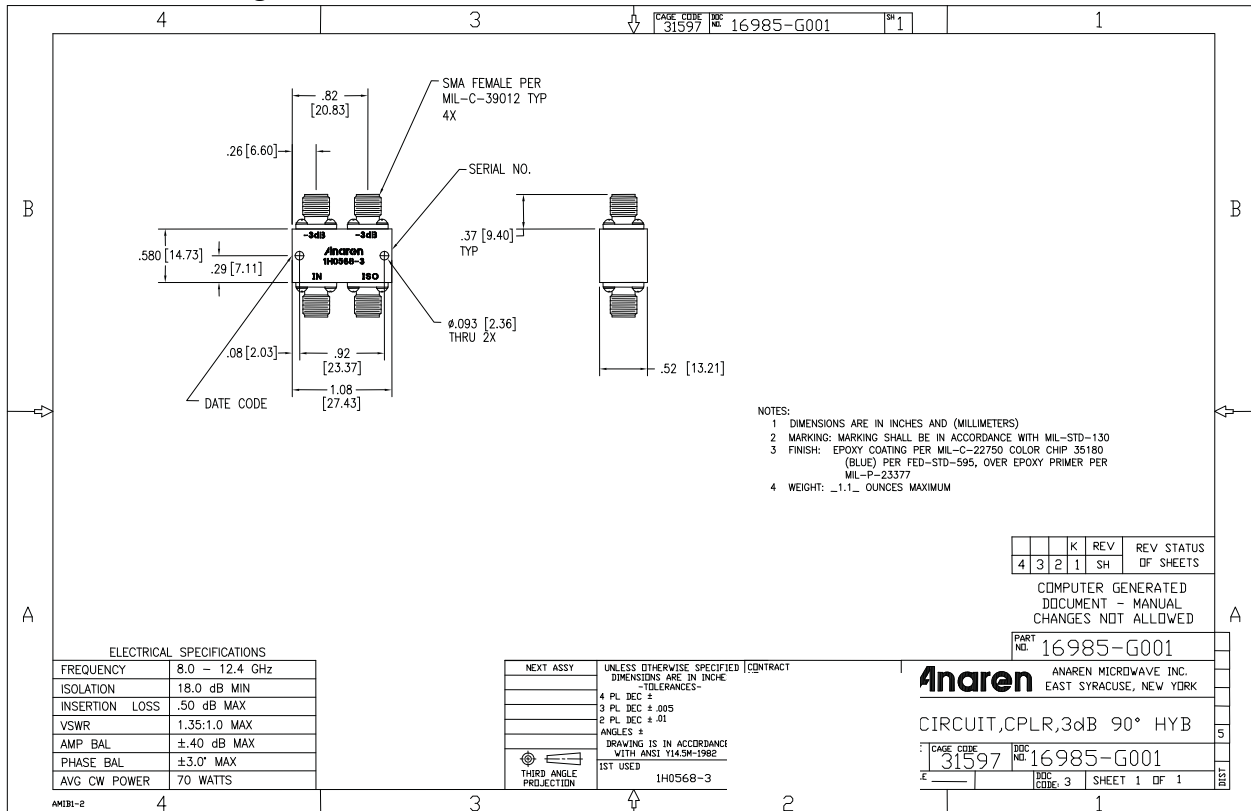 4
3
CAGE CODE
31597
DOC NO. 16985-G001
SH 1
1
B
B
A
A
.82
[20.83]
SMA FEMALE PER
MIL-C-39012 TYP
4X
.26 [6.60]
SERIAL NO.
-3dB -3dB
Anaren
1H0568-3
IN ISO
.580 [14.73]
.29 [7.11]
.37 [9.40]
TYP
ø.093 [2.36]
THRU 2X
.08 [2.03]
.92
[23.37]
1.08
[27.43]
DATE CODE
.52 [13.21]
NOTES:
1 DIMENSIONS ARE IN INCHES AND (MILLIMETERS)
2 MARKING: MARKING SHALL BE IN ACCORDANCE WITH MIL-STD-130
3 FINISH: EPOXY COATING PER MIL-C-22750 COLOR CHIP 35180
(BLUE) PER FED-STD-595, OVER EPOXY PRIMER PER
MIL-P-23377
4 WEIGHT: _1.1_ OUNCES MAXIMUM
K REV
4 3 2 1 SH
REV STATUS
OF SHEETS
COMPUTER GENERATED
DOCUMENT - MANUAL
CHANGES NOT ALLOWED
PART NO. 16985-G001
ELECTRICAL SPECIFICATIONS
FREQUENCY 8.0 - 12.4 GHz
ISOLATION 18.0 dB MIN
INSERTION LOSS .50 dB MAX
VSWR 1.35:1.0 MAX
AMP BAL ±.40 dB MAX
PHASE BAL ±3.0° MAX
AVG CW POWER 70 WATTS
NEXT ASSY
THIRD ANGLE
PROJECTION
UNLESS OTHERWISE SPECIFIED
DIMENSIONS ARE IN INCHE
-TOLERANCES-
4 PL DEC ±
3 PL DEC ± .005
2 PL DEC ± .01
ANGLES ±
DRAWING IS IN ACCORDANCE
WITH ANSI Y14.5M-1982
1ST USED
1H0568-3
CONTRACT
Anaren
ANAREN MICROWAVE INC.
EAST SYRACUSE, NEW YORK
CIRCUIT,CPLR,3dB 90° HYB
CAGE CODE
31597
DOC NO. 16985-G001
DOC CODE: 3
SHEET 1 OF 1
5
DIST
AMIB1-2
4
3
2
1